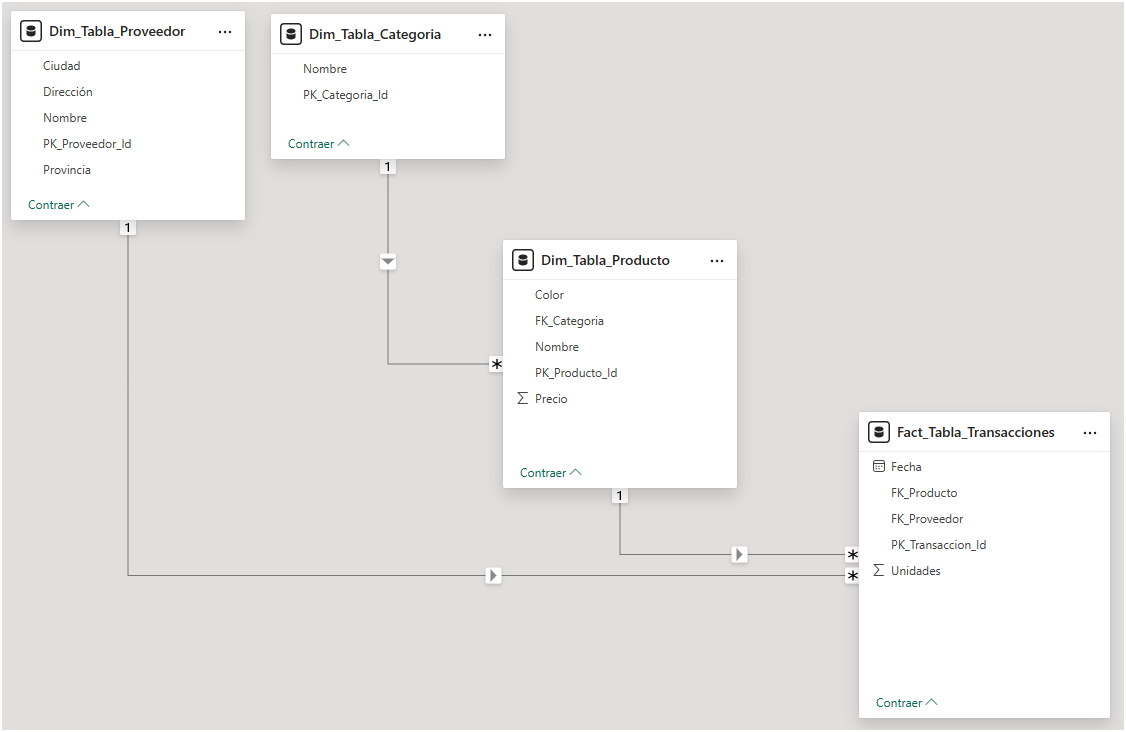 Dim_Tabla_Proveedor ...
Ciudad
Dirección
Nombre
PK_Proveedor_Id
Provincia
Contraer
1
Dim_Tabla_Categoria ...
Nombre
PK_Categoria_Id
Contraer
1
*
Dim_Tabla_Producto ...
Color
FK_Categoria
Nombre
PK_Producto_Id
Σ Precio
Contraer
1
*
*
Fact_Tabla_Transacciones ...
Fecha
FK_Producto
FK_Proveedor
PK_Transaccion_Id
Σ Unidades
Contraer